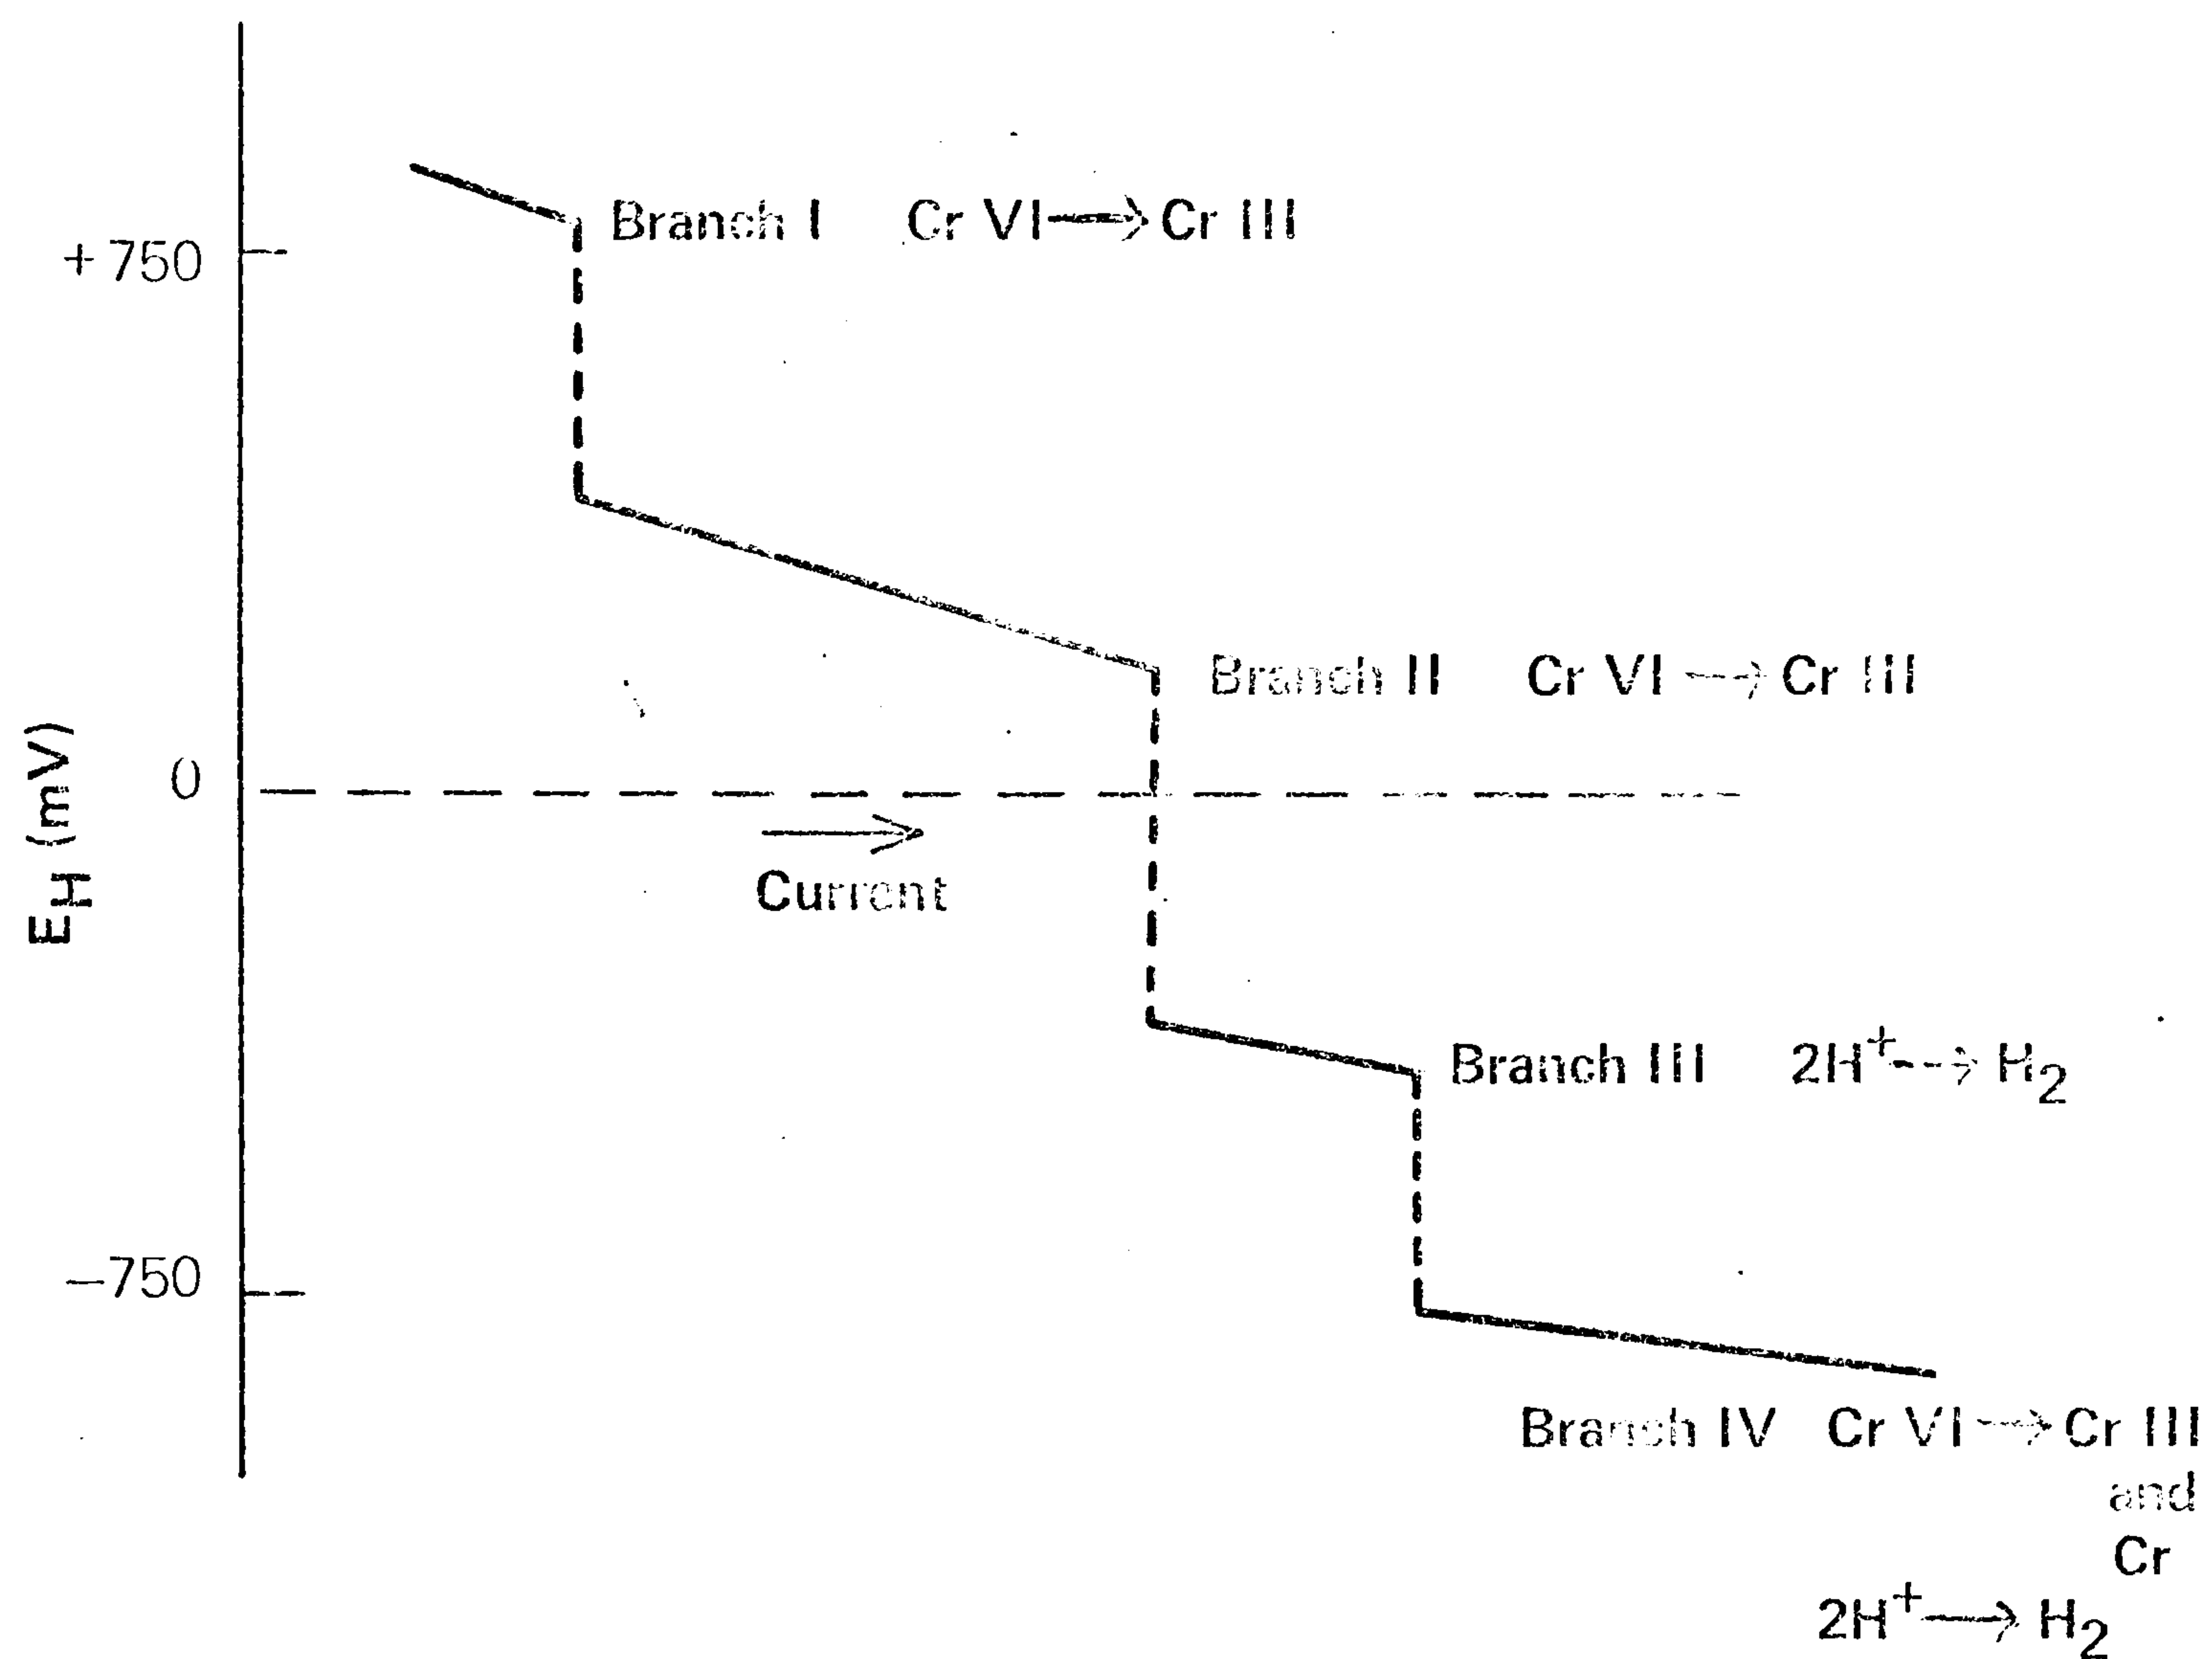 +750
Branch I Cr VI → Cr III
Branch II Cr VI → Cr III
0
Current
E_H (mV)
Branch III 2H⁺ → H₂
−750
Branch IV Cr VI → Cr III
and
Cr
2H⁺ → H₂